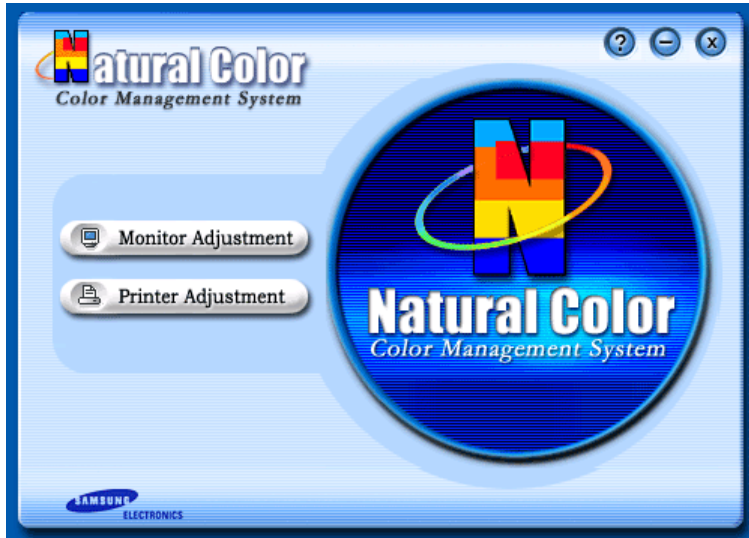 Natural Color
Color Management System
? − x
Monitor Adjustment
Printer Adjustment
N
Natural Color
Color Management System
SAMSUNG
ELECTRONICS